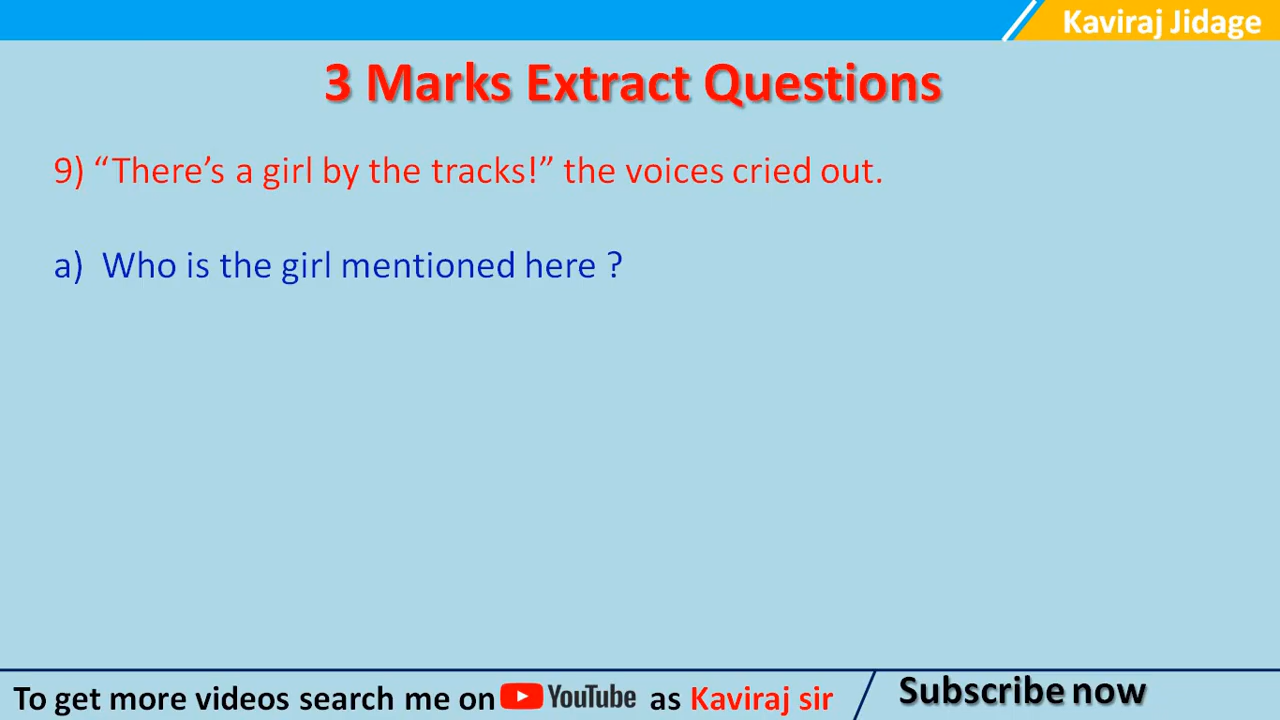 Kaviraj Jidage
3 Marks Extract Questions
9) “There’s a girl by the tracks!” the voices cried out.
a) Who is the girl mentioned here ?
To get more videos search me on YouTube as Kaviraj sir
Subscribe now